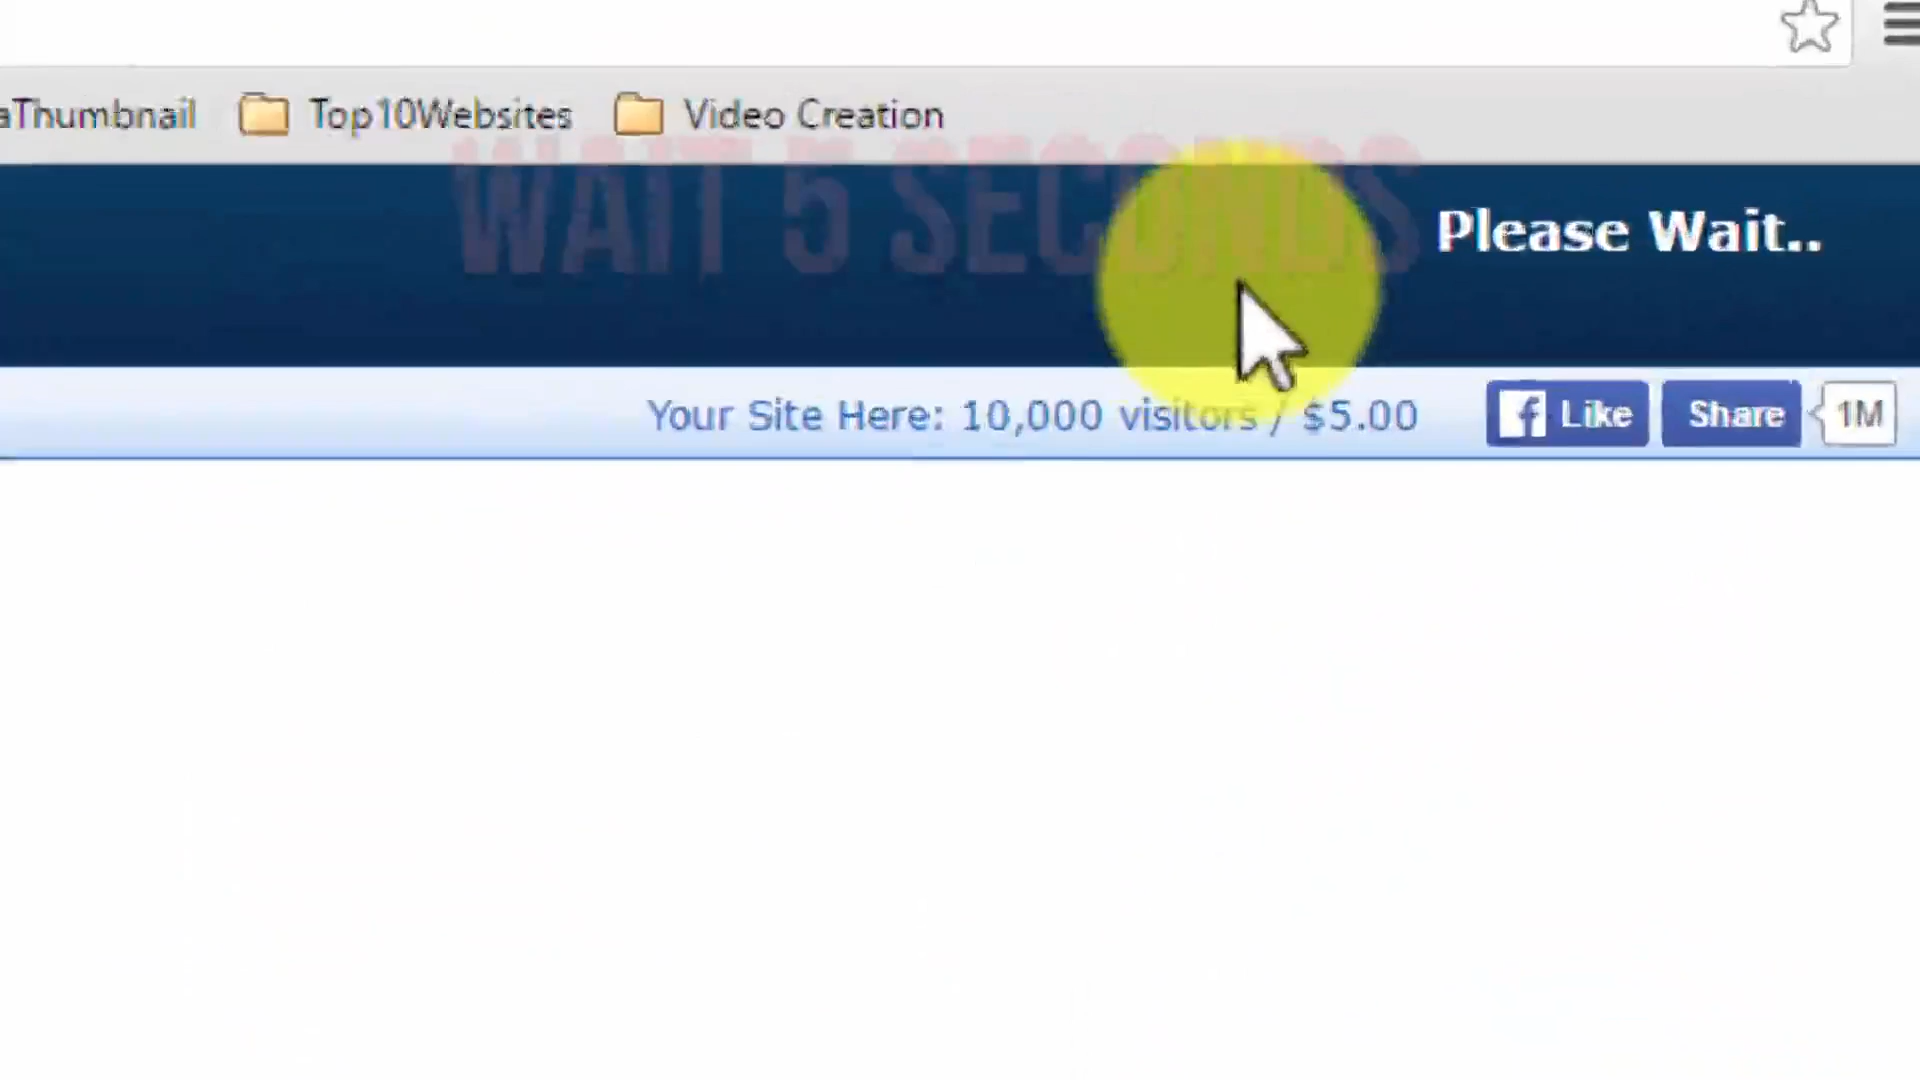 aThumbnail Top10Websites Video Creation
WAIT 5 SECONDS
Please Wait..
Your Site Here: 10,000 visitors / $5.00 Like Share 1M